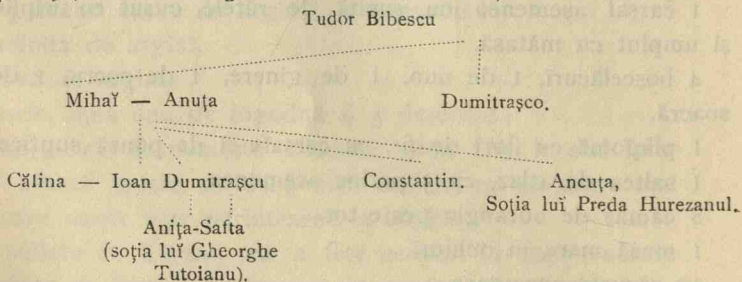 Tudor Bibescu
Mihaĭ — Anuța Dumitrașco.
Călina — Ioan Dumitrașcu Constantin. Ancuța,
Soția luĭ Preda Hurezanul.
Anița-Safta
(soția luĭ Gheorghe
Tutoianu).